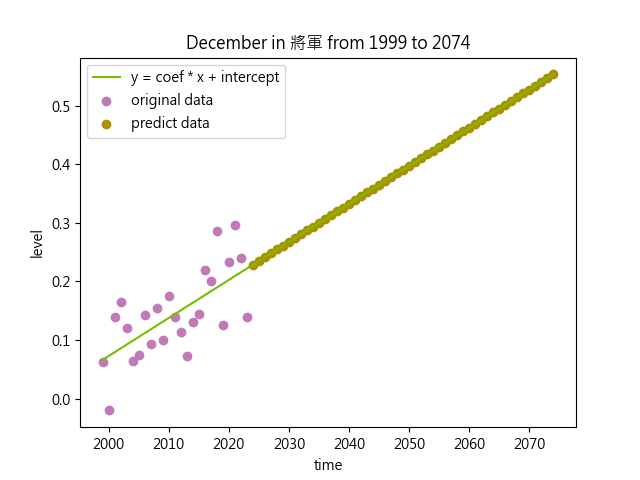 December in 將軍 from 1999 to 2074
y = coef * x + intercept
original data
predict data
level
0.5
0.4
0.3
0.2
0.1
0.0
2000 2010 2020 2030 2040 2050 2060 2070
time